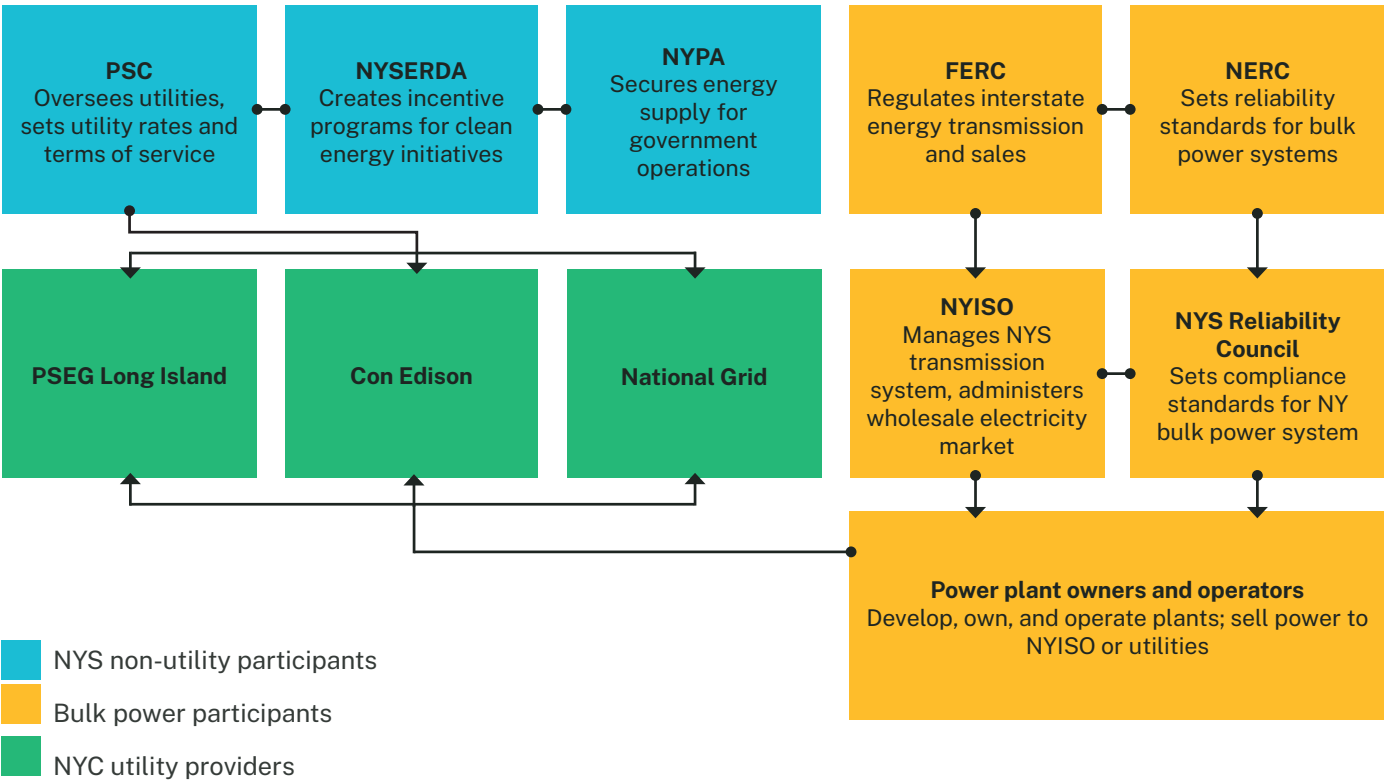 PSC
Oversees utilities,
sets utility rates and
terms of service
NYSERDA
Creates incentive
programs for clean
energy initiatives
NYPA
Secures energy
supply for
government
operations
FERC
Regulates interstate
energy transmission
and sales
NERC
Sets reliability
standards for bulk
power systems
PSEG Long Island
Con Edison
National Grid
NYISO
Manages NYS
transmission
system, administers
wholesale electricity
market
NYS Reliability
Council
Sets compliance
standards for NY
bulk power system
Power plant owners and operators
Develop, own, and operate plants; sell power to
NYISO or utilities
NYS non-utility participants
Bulk power participants
NYC utility providers